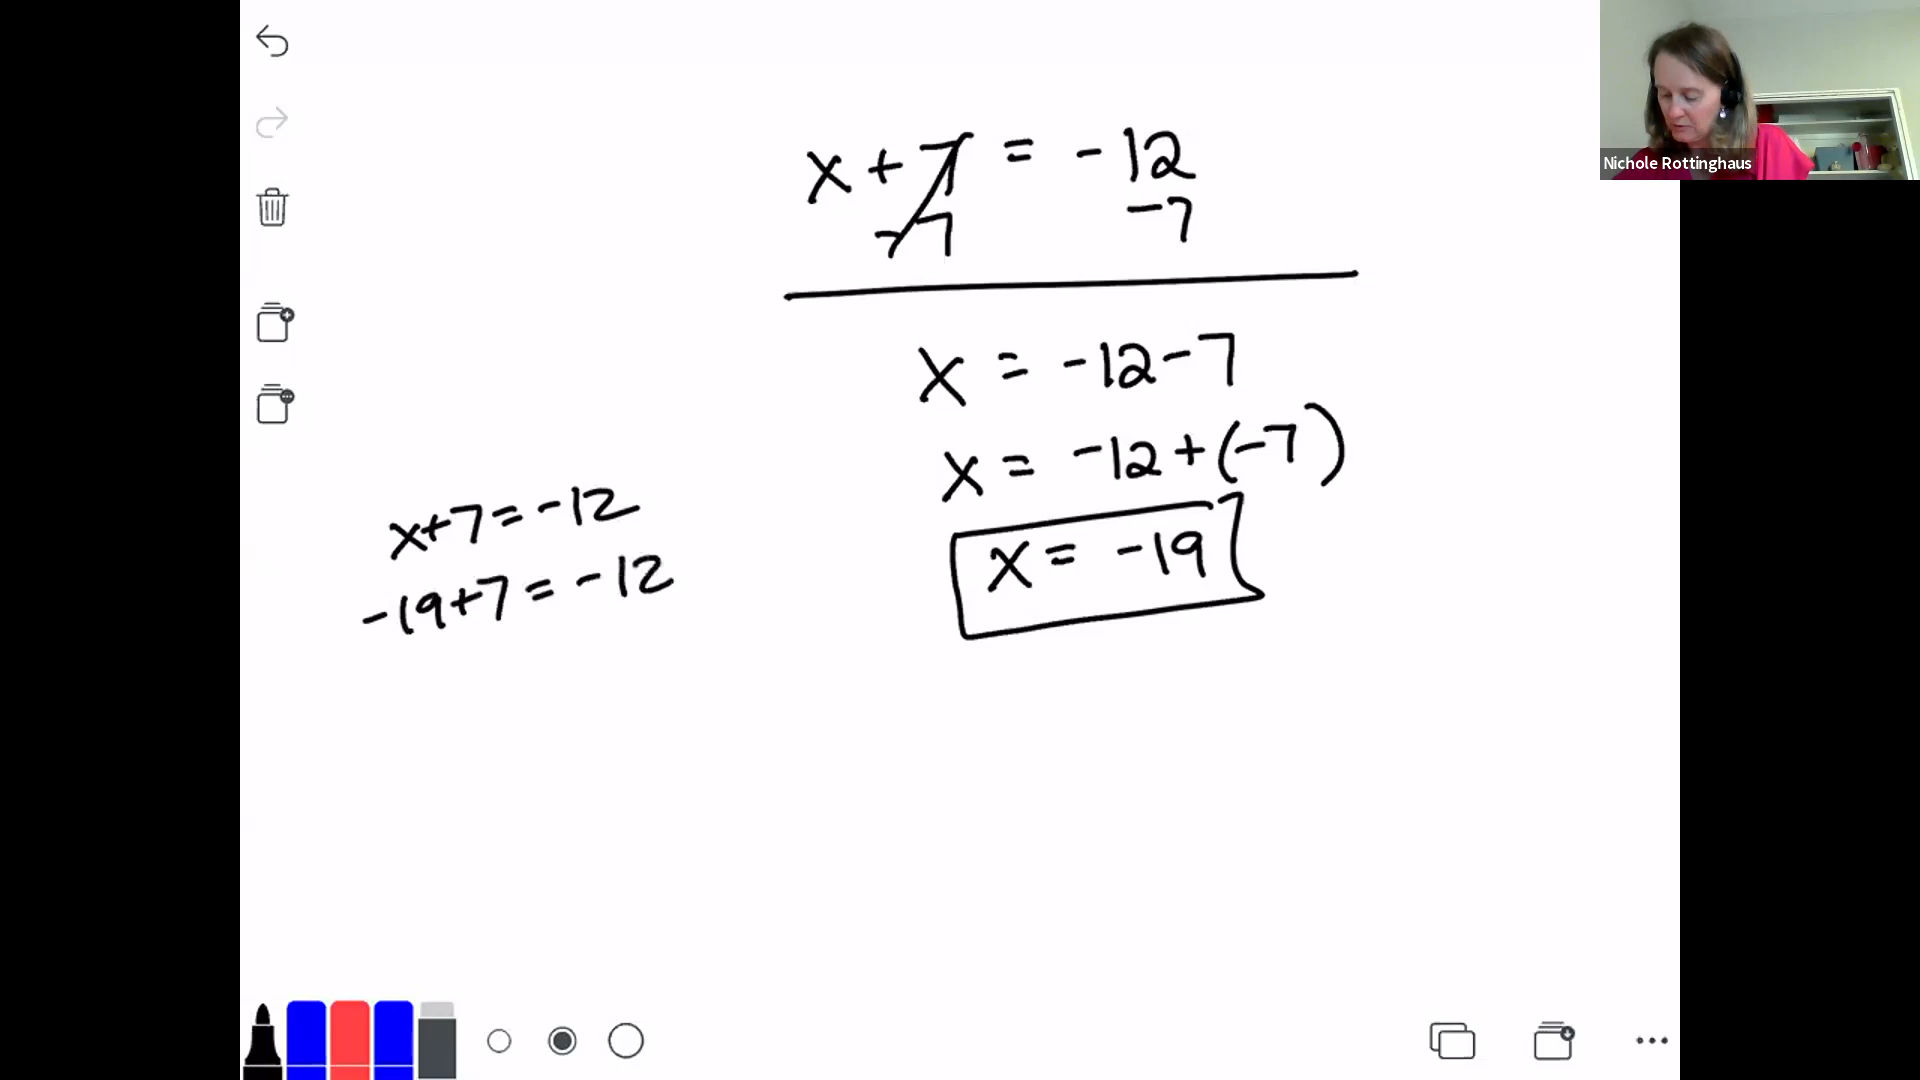 x + 7 = -12
-7 -7
x = -12 - 7
x = -12 + (-7)
x = -19
x + 7 = -12
-19 + 7 = -12
Nichole Rottinghaus